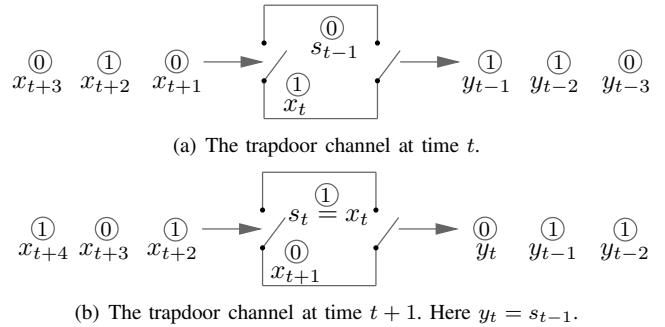 0 1 0 0 1 1 0
x_{t+3} x_{t+2} x_{t+1} s_{t-1} y_{t-1} y_{t-2} y_{t-3}
1
x_t
(a) The trapdoor channel at time t.
1 0 1 1 0 1 1
x_{t+4} x_{t+3} x_{t+2} s_t = x_t y_t y_{t-1} y_{t-2}
0
x_{t+1}
(b) The trapdoor channel at time t + 1. Here y_t = s_{t-1}.